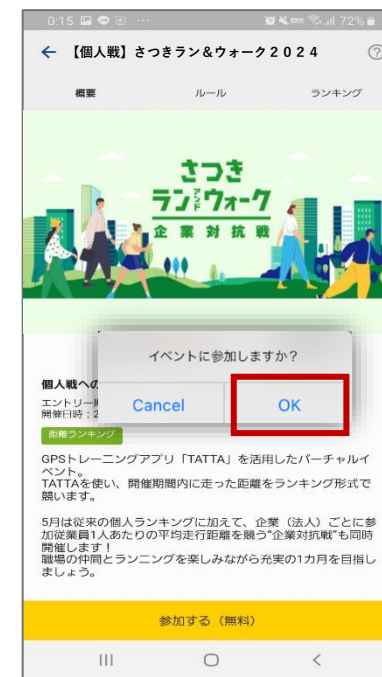 0:15 72%
← 【個人戦】さつきラン＆ウォーク２０２４ ?
概要 ルール ランキング
さつき
ランアンドウォーク
企業対抗戦
イベントに参加しますか？
Cancel OK
個人戦への
エントリー
開催日時：2
距離ランキング
GPSトレーニングアプリ「TATTA」を活用したバーチャルイ
ベント。
TATTAを使い、開催期間内に走った距離をランキング形式で
競います。
5月は従来の個人ランキングに加えて、企業（法人）ごとに参
加従業員1人あたりの平均走行距離を競う“企業対抗戦”も同時
開催します！
職場の仲間とランニングを楽しみながら充実の1カ月を目指し
ましょう。
参加する（無料）